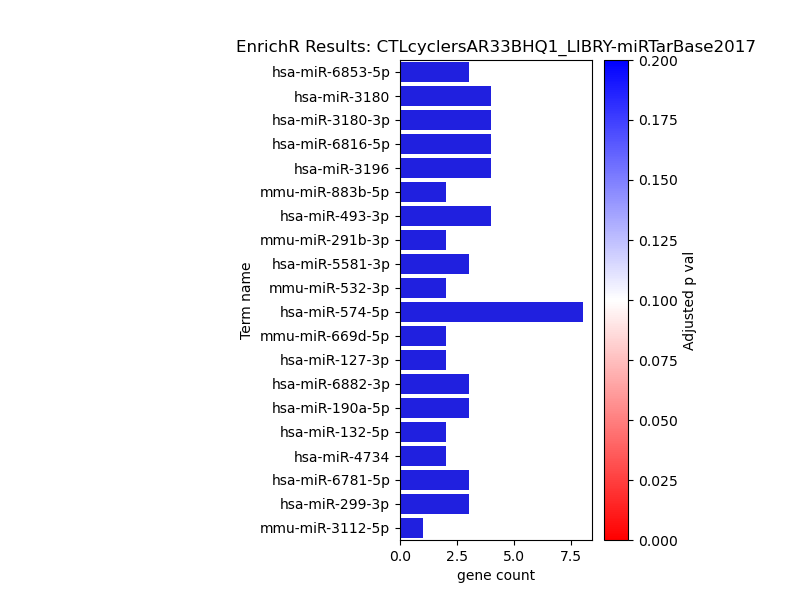 EnrichR Results: CTLcyclersAR33BHQ1_LIBRY-miRTarBase2017
hsa-miR-6853-5p
hsa-miR-3180
hsa-miR-3180-3p
hsa-miR-6816-5p
hsa-miR-3196
mmu-miR-883b-5p
hsa-miR-493-3p
mmu-miR-291b-3p
hsa-miR-5581-3p
mmu-miR-532-3p
hsa-miR-574-5p
mmu-miR-669d-5p
hsa-miR-127-3p
hsa-miR-6882-3p
hsa-miR-190a-5p
hsa-miR-132-5p
hsa-miR-4734
hsa-miR-6781-5p
hsa-miR-299-3p
mmu-miR-3112-5p
Term name
0.0 2.5 5.0 7.5
gene count
0.200
0.175
0.150
0.125
0.100
0.075
0.050
0.025
0.000
Adjusted p val